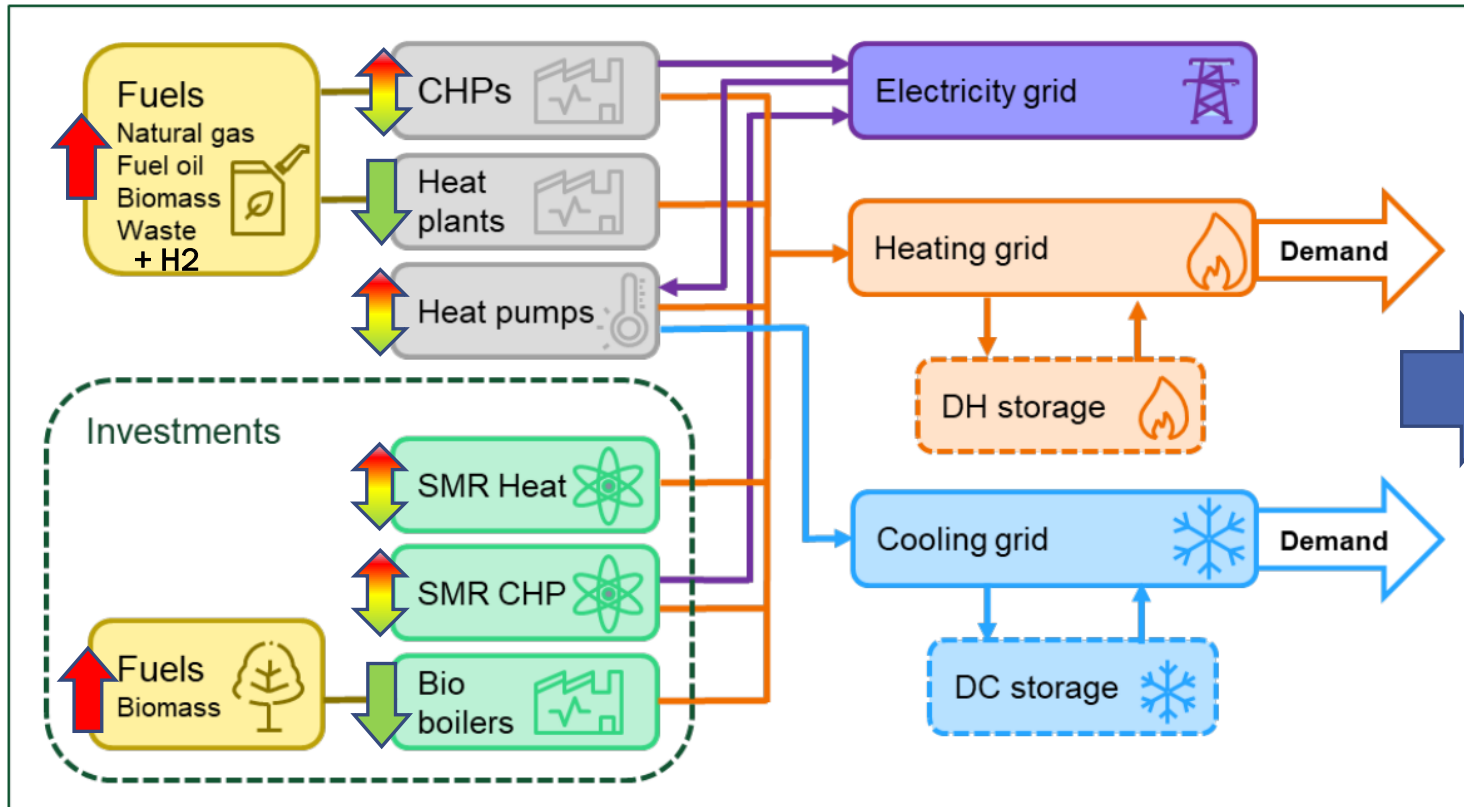 Fuels
Natural gas
Fuel oil
Biomass
Waste
+ H2
CHPs
Heat
plants
Heat pumps
Electricity grid
Heating grid
Demand
DH storage
Investments
SMR Heat
SMR CHP
Fuels
Biomass
Bio
boilers
Cooling grid
Demand
DC storage